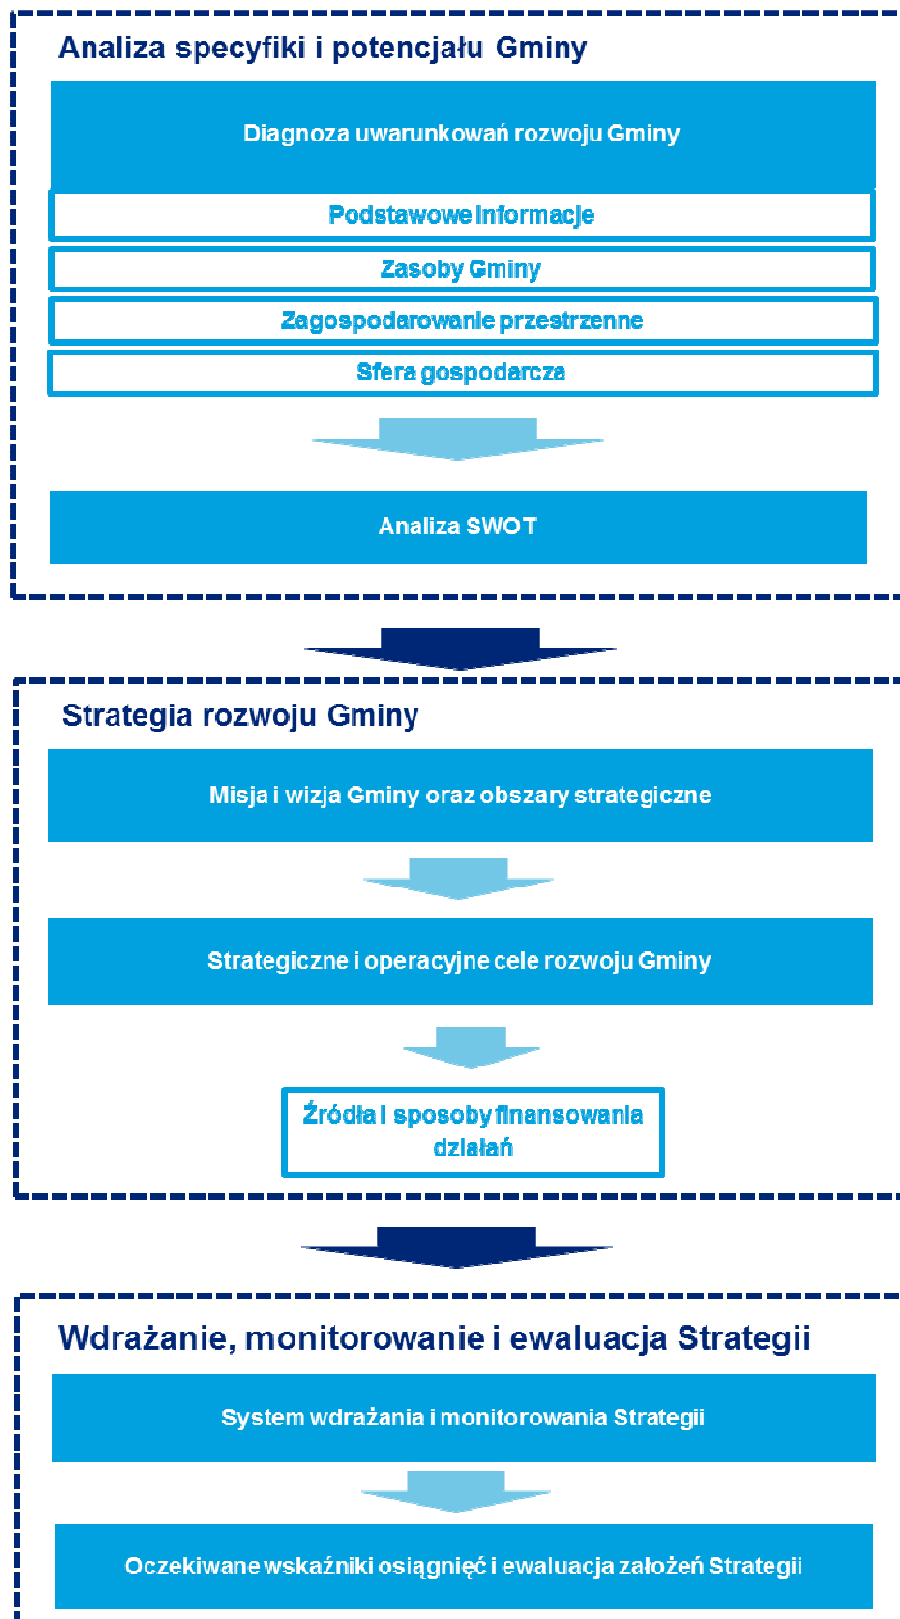 Analiza specyfiki i potencjału Gminy
Diagnoza uwarunkowań rozwoju Gminy
Podstawowe informacje
Zasoby Gminy
Zagospodarowanie przestrzenne
Sfera gospodarcza
Analiza SWOT
Strategia rozwoju Gminy
Misja i wizja Gminy oraz obszary strategiczne
Strategiczne i operacyjne cele rozwoju Gminy
Źródła i sposoby finansowania
działań
Wdrażanie, monitorowanie i ewaluacja Strategii
System wdrażania i monitorowania Strategii
Oczekiwane wskaźniki osiągnięć i ewaluacja założeń Strategii